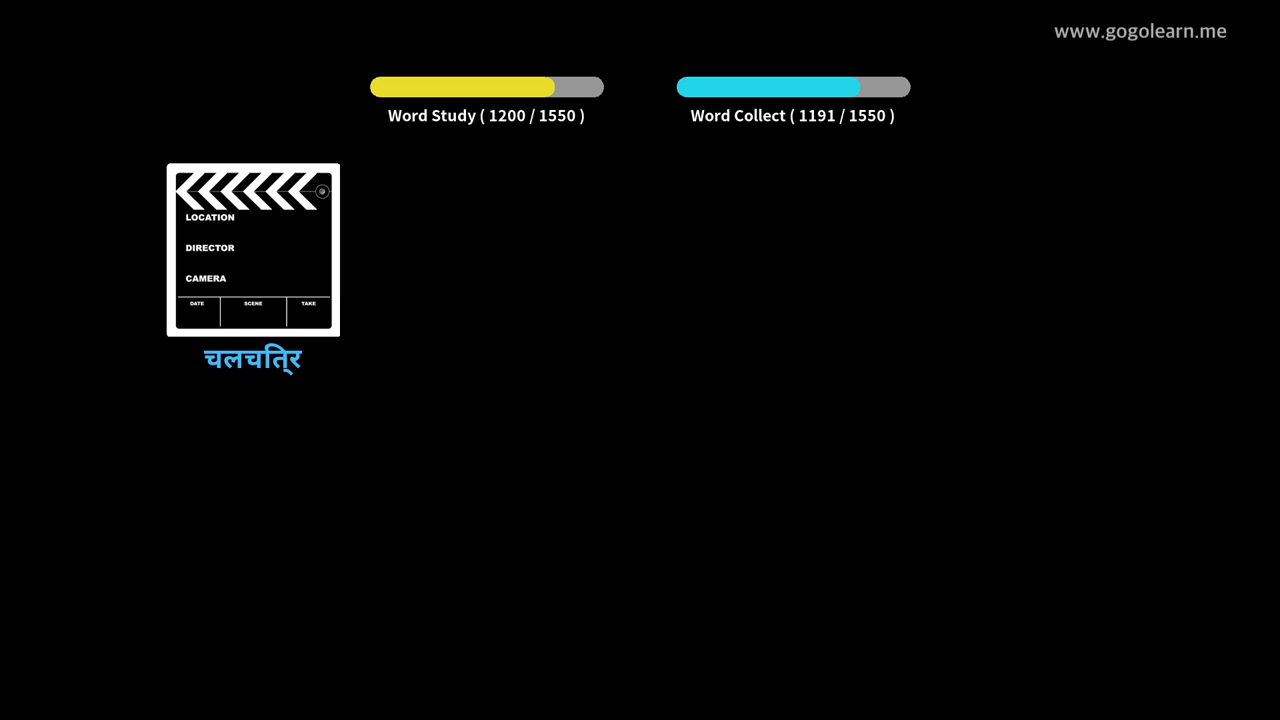 www.gogolearn.me
Word Study ( 1200 / 1550 )
Word Collect ( 1191 / 1550 )
LOCATION
DIRECTOR
CAMERA
DATE SCENE TAKE
चलचित्र